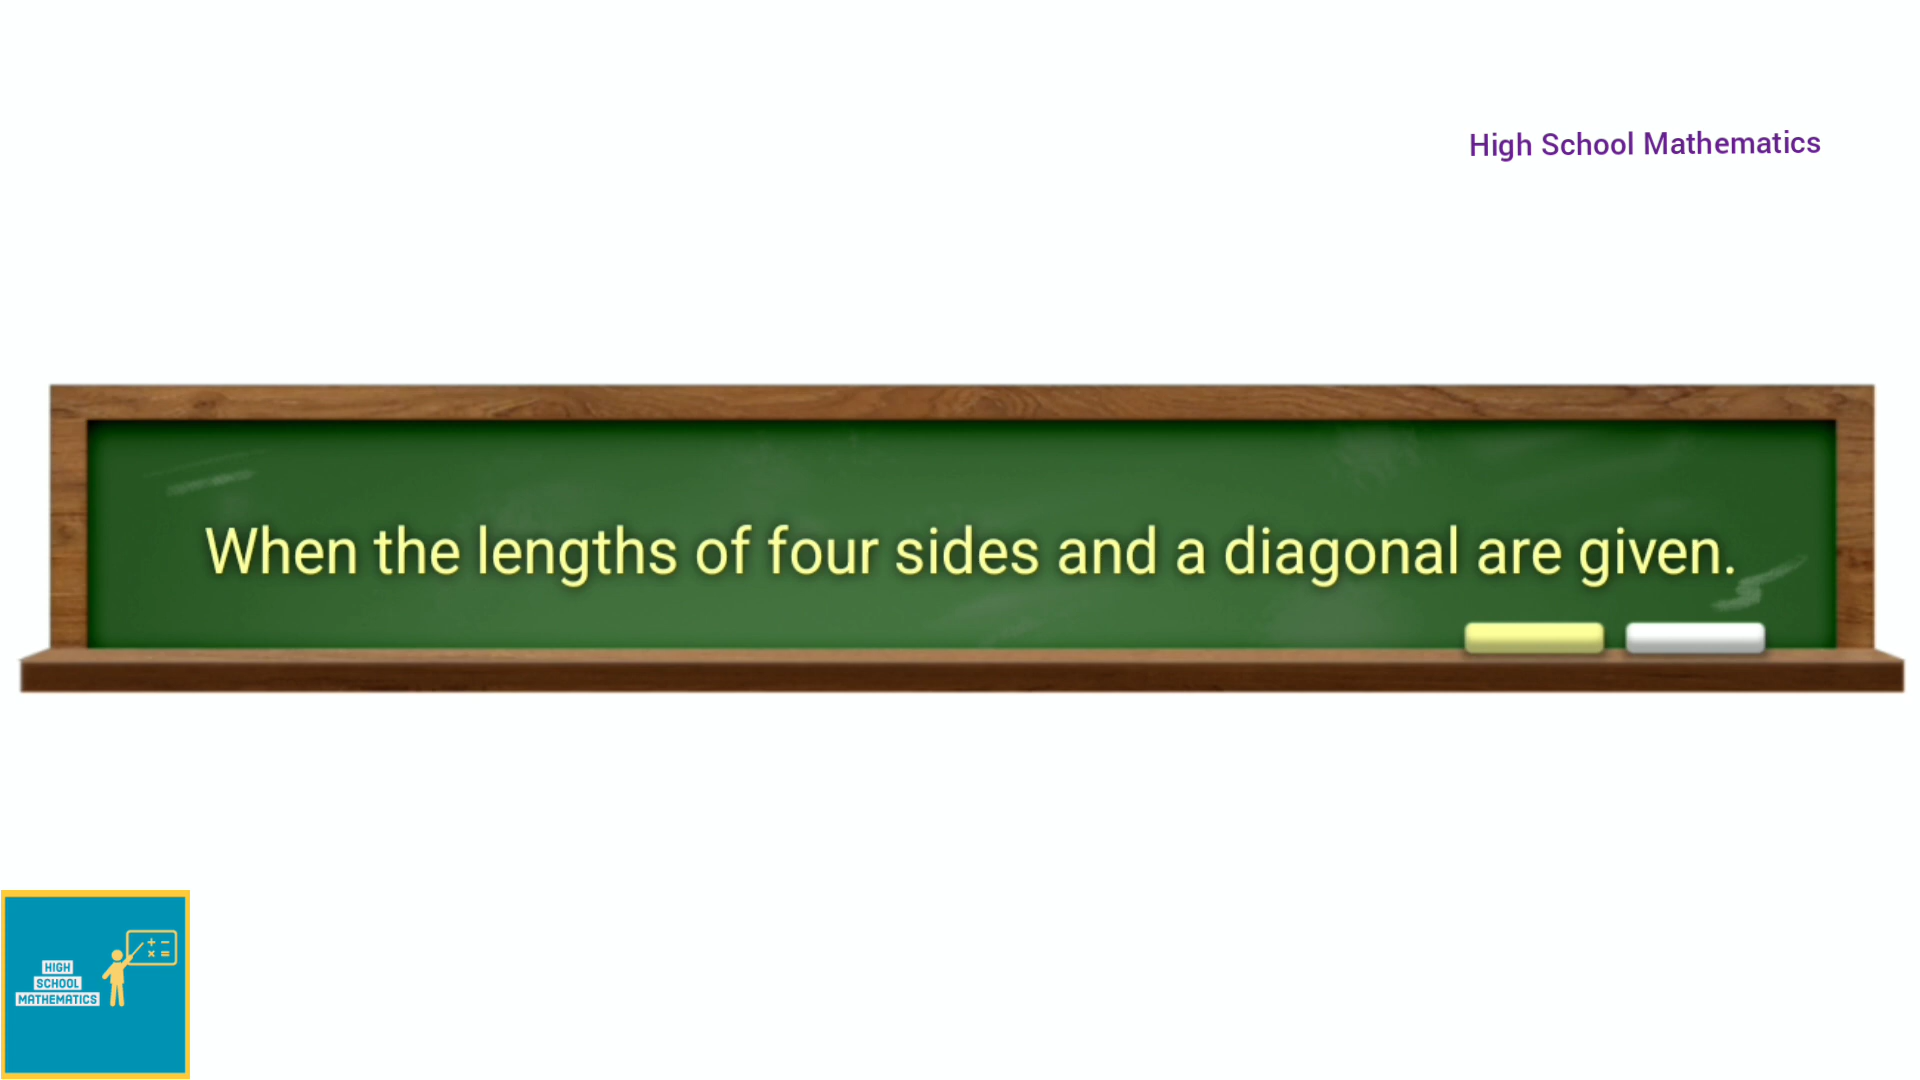 High School Mathematics
When the lengths of four sides and a diagonal are given.
HIGH
SCHOOL
MATHEMATICS